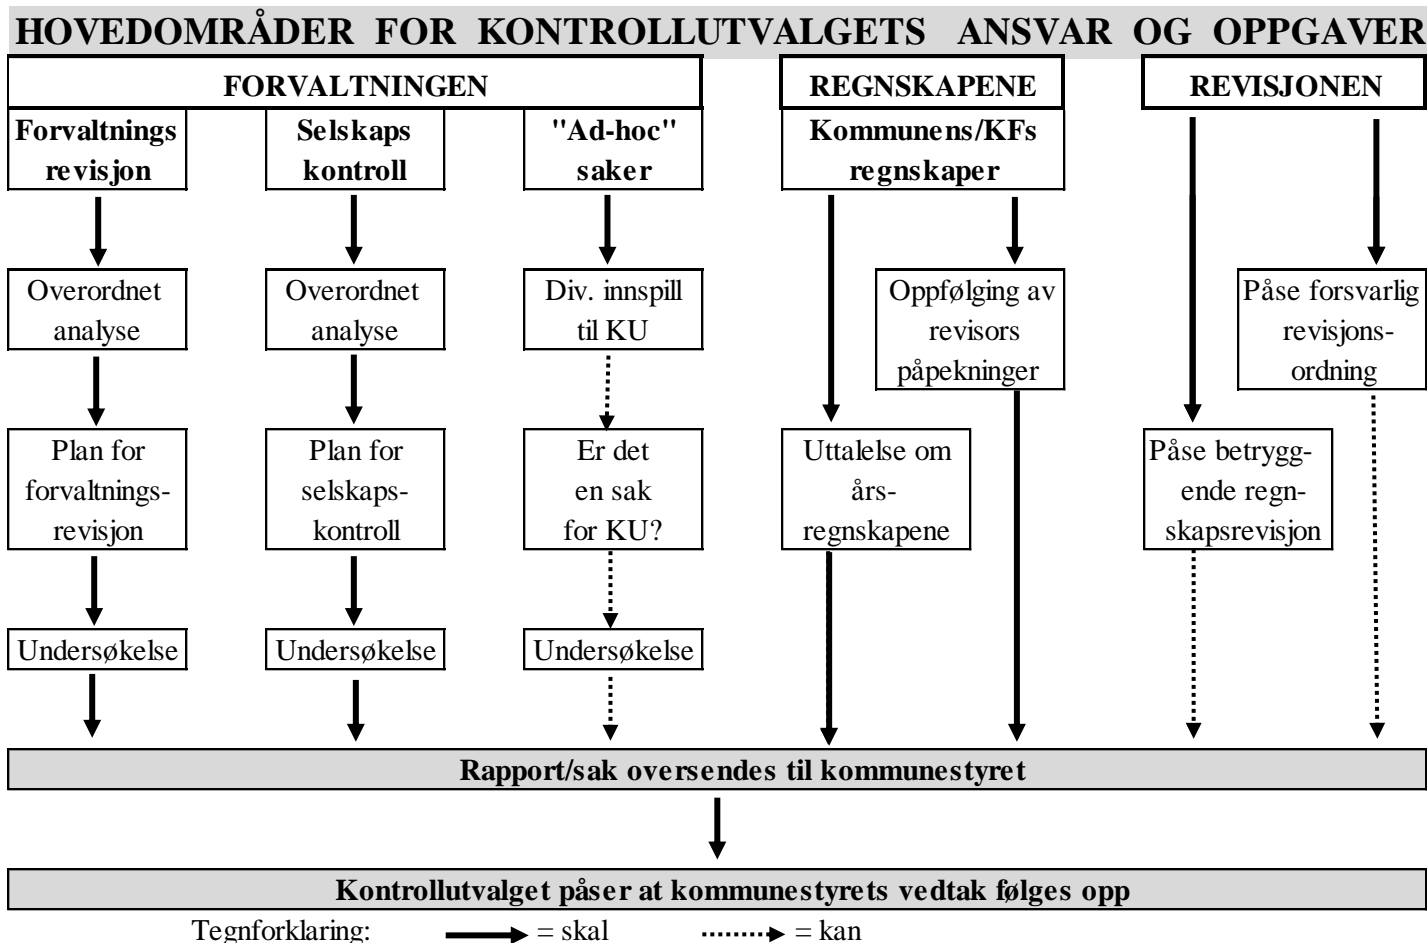 HOVEDOMRÅDER FOR KONTROLLUTVALGETS ANSVAR OG OPPGAVER
FORVALTNINGEN
REGNSKAPENE
REVISJONEN
Forvaltnings
revisjon
Selskaps
kontroll
"Ad-hoc"
saker
Kommunens/KFs
regnskaper
Overordnet
analyse
Overordnet
analyse
Div. innspill
til KU
Oppfølging av
revisors
påpekninger
Påse forsvarlig
revisjons-
ordning
Plan for
forvaltnings-
revisjon
Plan for
selskaps-
kontroll
Er det
en sak
for KU?
Uttalelse om
års-
regnskapene
Påse betrygg-
ende regn-
skapsrevisjon
Undersøkelse
Undersøkelse
Undersøkelse
Rapport/sak oversendes til kommunestyret
Kontrollutvalget påser at kommunestyrets vedtak følges opp
Tegnforklaring: = skal = kan